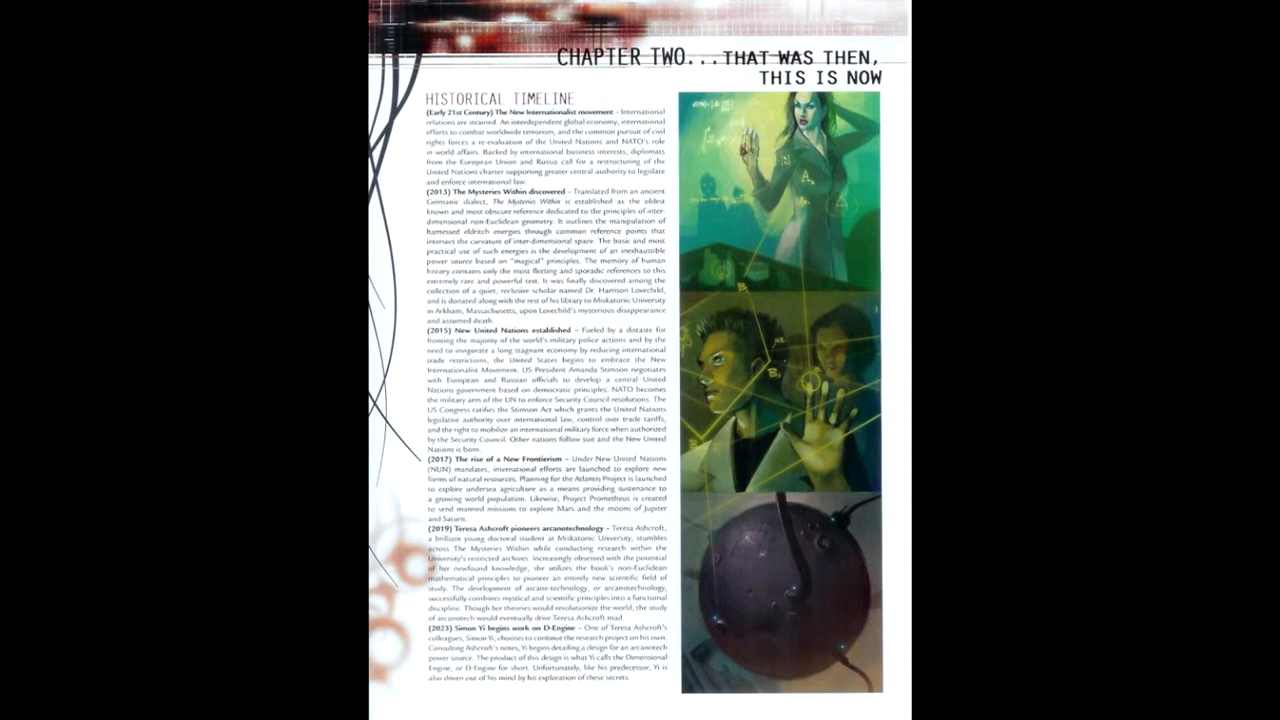 CHAPTER TWO...THAT WAS THEN,
THIS IS NOW
HISTORICAL TIMELINE
(Early 21st Century) The New Internationalist movement – International
relations are strained. An interdependent global economy, international
efforts to combat worldwide terrorism, and the common pursuit of civil
rights forces a re-evaluation of the United Nations and NATO's role
in world affairs. Backed by international business interests, diplomats
from the European Union and Russia call for a restructuring of the
United Nations charter supporting greater central authority to legislate
and enforce international law.
(2013) The Mysteries Within discovered – Translated from an ancient
Germanic dialect, The Mysteries Within is established as the oldest
known and most obscure reference dedicated to the principles of inter-
dimensional non-Euclidean geometry. It outlines the manipulation of
harnessed eldritch energies through common reference points that
intersect the curvature of inter-dimensional space. The basic and most
practical use of such energies is the development of an inexhaustible
power source based on "magical" principles. The memory of human
history contains only the most fleeting and sporadic references to this
extremely rare and powerful text. It was finally discovered among the
collection of a quiet, reclusive scholar named Dr. Harrison Lovechild,
and is donated along with the rest of his library to Miskatonic University
in Arkham, Massachusetts, upon Lovechild's mysterious disappearance
and assumed death.
(2015) New United Nations established – Fueled by a distaste for
fronting the majority of the world's military police actions and by the
need to invigorate a long stagnant economy by reducing international
trade restrictions, the United States begins to embrace the New
Internationalist Movement. US President Amanda Stimson negotiates
with European and Russian officials to develop a central United
Nations government based on democratic principles. NATO becomes
the military arm of the UN to enforce Security Council resolutions. The
US Congress ratifies the Stimson Act which grants the United Nations
legislative authority over international law, control over trade tariffs,
and the right to mobilize an international military force when authorized
by the Security Council. Other nations follow suit and the New United
Nations is born.
(2017) The rise of a New Frontierism – Under New United Nations
(NUN) mandates, international efforts are launched to explore new
forms of natural resources. Planning for the Atlantis Project is launched
to explore undersea agriculture as a means providing sustenance to
a growing world population. Likewise, Project Prometheus is created
to send manned missions to explore Mars and the moons of Jupiter
and Saturn.
(2019) Teresa Ashcroft pioneers arcanotechnology – Teresa Ashcroft,
a brilliant young doctoral student at Miskatonic University, stumbles
across The Mysteries Within while conducting research within the
University's restricted archives. Increasingly obsessed with the potential
of her newfound knowledge, she utilizes the book's non-Euclidean
mathematical principles to pioneer an entirely new scientific field of
study. The development of arcane-technology, or arcanotechnology,
successfully combines mystical and scientific principles into a functional
discipline. Though her theories would revolutionize the world, the study
of arcanotech would eventually drive Teresa Ashcroft mad.
(2023) Simon Yi begins work on D-Engine – One of Teresa Ashcroft's
colleagues, Simon Yi, chooses to continue the research project on his own.
Consulting Ashcroft's notes, Yi begins detailing a design for an arcanotech
power source. The product of this design is what Yi calls the Dimensional
Engine, or D-Engine for short. Unfortunately, like his predecessor, Yi is
also driven out of his mind by his exploration of these secrets.